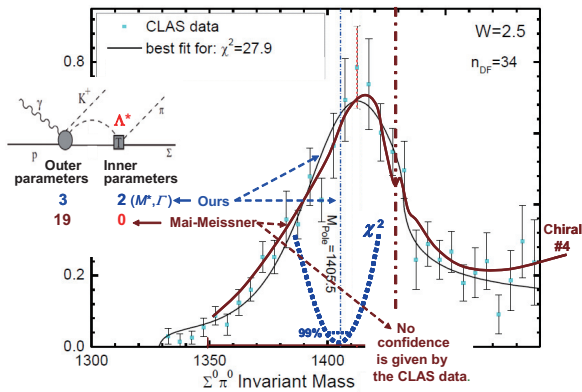 CLAS data
best fit for: χ²=27.9
W=2.5
n_DF=34
0.8
γ
K⁺
Λ*
π
p
Σ
Outer parameters
Inner parameters
3
2 (M*,Γ)
Ours
19
0
Mai-Meissner
M_Pole=1405.5
χ²
Chiral #4
0.2
99%
No confidence is given by the CLAS data.
0.0
1300
1350
1400
Σ⁰π⁰ Invariant Mass